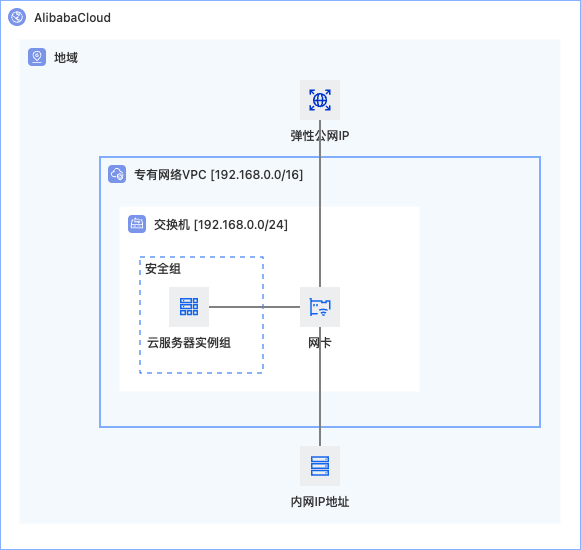 AlibabaCloud
地域
弹性公网IP
专有网络VPC [192.168.0.0/16]
交换机 [192.168.0.0/24]
安全组
云服务器实例组
网卡
内网IP地址